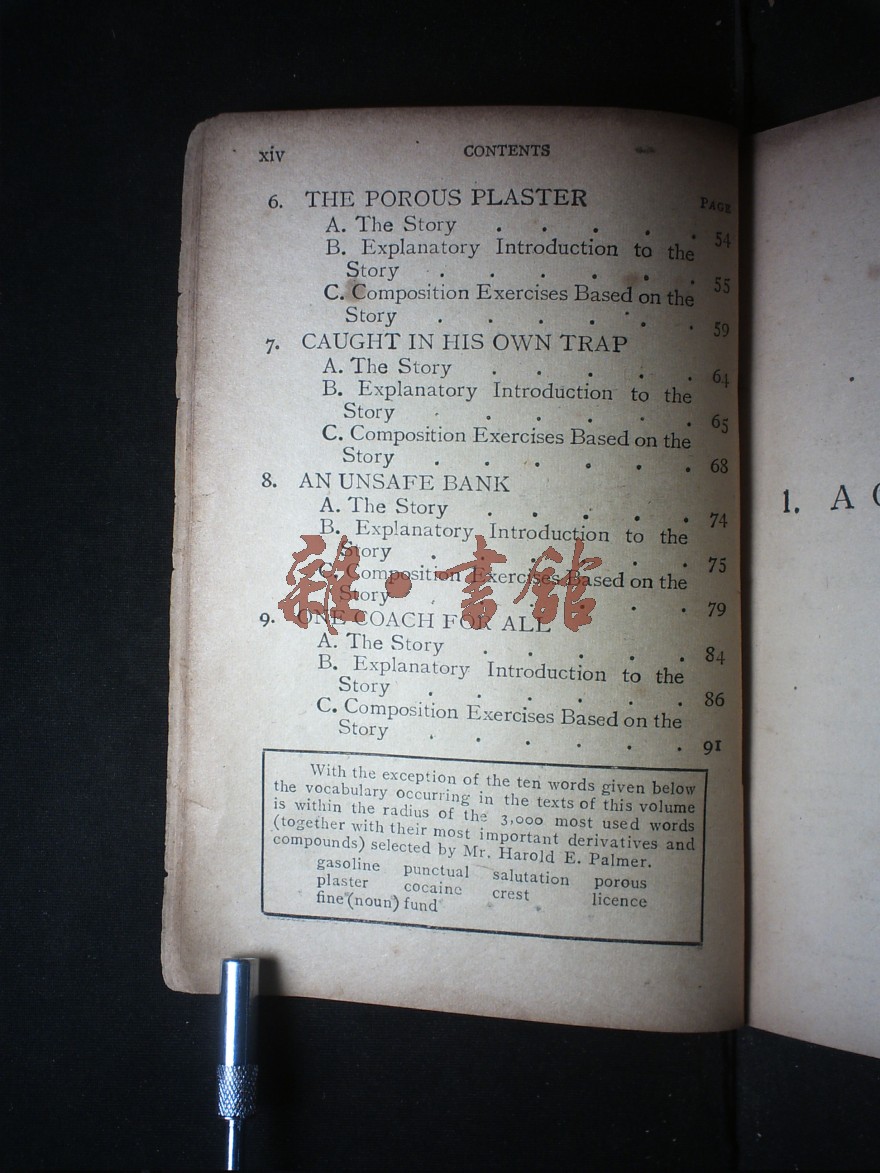 xiv CONTENTS
6. THE POROUS PLASTER PAGE
A. The Story . . . . . 54
B. Explanatory Introduction to the
Story . . . . . . 55
C. Composition Exercises Based on the
Story . . . . . . 59
7. CAUGHT IN HIS OWN TRAP
A. The Story . . . . . 64
B. Explanatory Introduction to the
Story . . . . . . 65
C. Composition Exercises Based on the
Story . . . . . . 68
8. AN UNSAFE BANK
A. The Story . . . . . 74
B. Explanatory Introduction to the
Story . . . . . . 75
C. Composition Exercises Based on the
Story . . . . . . 79
9. ONE COACH FOR ALL
A. The Story . . . . . 84
B. Explanatory Introduction to the
Story . . . . . . 86
C. Composition Exercises Based on the
Story . . . . . . 91
With the exception of the ten words given below
the vocabulary occurring in the texts of this volume
is within the radius of the 3,000 most used words
(together with their most important derivatives and
compounds) selected by Mr. Harold E. Palmer.
gasoline punctual salutation porous
plaster cocaine crest licence
fine (noun) fund
1. A
雜·書館